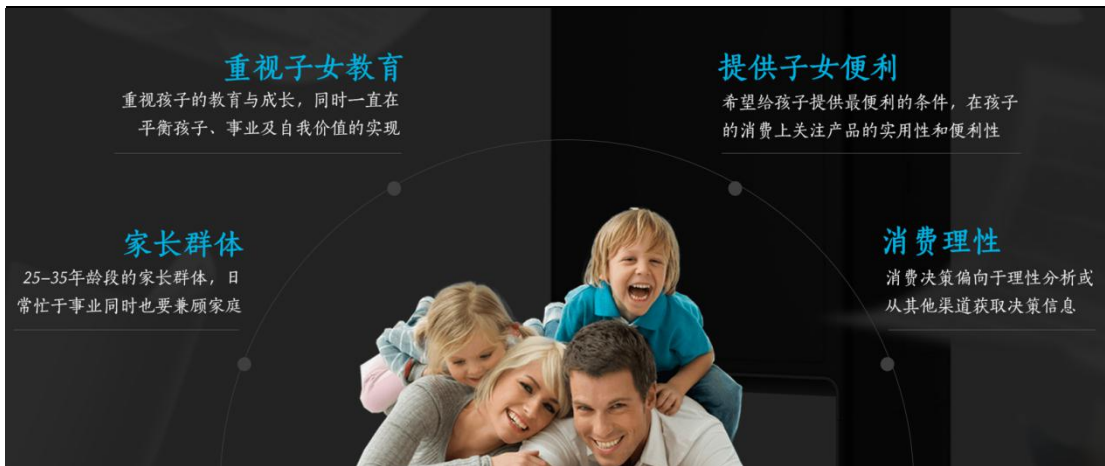 重视子女教育
重视孩子的教育与成长，同时一直在
平衡孩子、事业及自我价值的实现
提供子女便利
希望给孩子提供最便利的条件，在孩子
的消费上关注产品的实用性和便利性
家长群体
25-35年龄段的家长群体，日
常忙于事业同时也要兼顾家庭
消费理性
消费决策偏向于理性分析或
从其他渠道获取决策信息